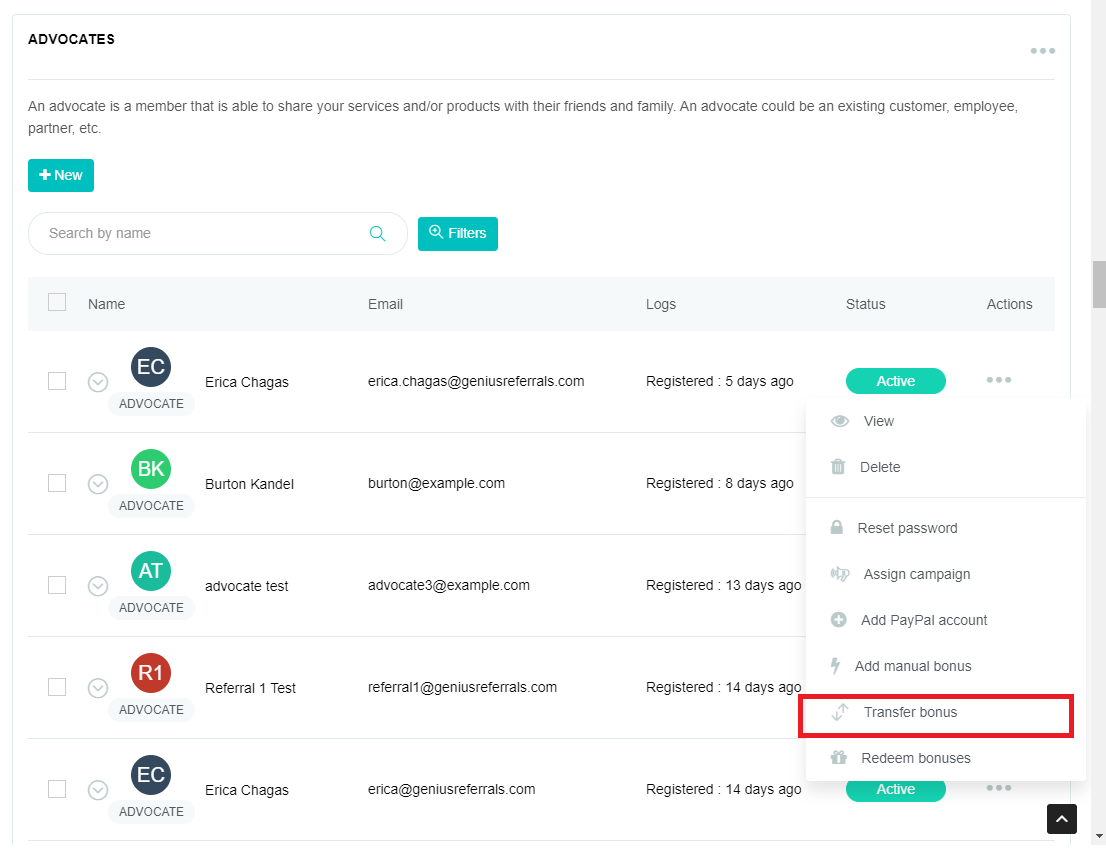 ADVOCATES
An advocate is a member that is able to share your services and/or products with their friends and family. An advocate could be an existing customer, employee,
partner, etc.
New
Search by name
Filters
Name Email Logs Status Actions
EC
ADVOCATE
Erica Chagas erica.chagas@geniusreferrals.com Registered : 5 days ago Active
View
Delete
Reset password
Assign campaign
Add PayPal account
Add manual bonus
Transfer bonus
Redeem bonuses
BK
ADVOCATE
Burton Kandel burton@example.com Registered : 8 days ago
AT
ADVOCATE
advocate test advocate3@example.com Registered : 13 days ago
R1
ADVOCATE
Referral 1 Test referral1@geniusreferrals.com Registered : 14 days ago
EC
ADVOCATE
Erica Chagas erica@geniusreferrals.com Registered : 14 days ago Active